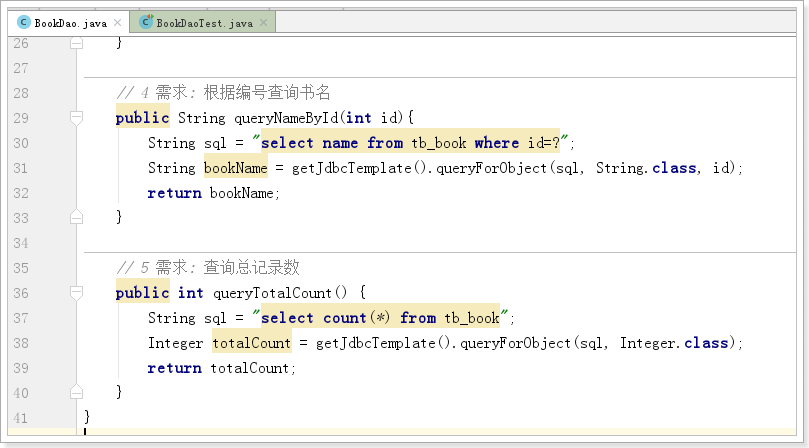 BookDao.java
BookDaoTest.java
26 }
27
28 // 4 需求: 根据编号查询书名
29 public String queryNameById(int id){
30 String sql = "select name from tb_book where id=?";
31 String bookName = getJdbcTemplate().queryForObject(sql, String.class, id);
32 return bookName;
33 }
34
35 // 5 需求: 查询总记录数
36 public int queryTotalCount() {
37 String sql = "select count(*) from tb_book";
38 Integer totalCount = getJdbcTemplate().queryForObject(sql, Integer.class);
39 return totalCount;
40 }
41 }